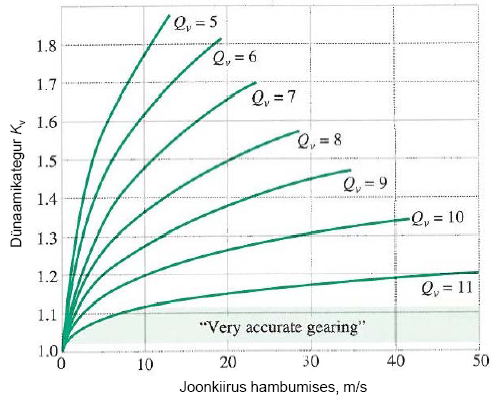 Dünaamikategur Kv
1.8
1.7
1.6
1.5
1.4
1.3
1.2
1.1
1.0
Qv = 5
Qv = 6
Qv = 7
Qv = 8
Qv = 9
Qv = 10
Qv = 11
"Very accurate gearing"
0 10 20 30 40 50
Joonkiirus hambumises, m/s